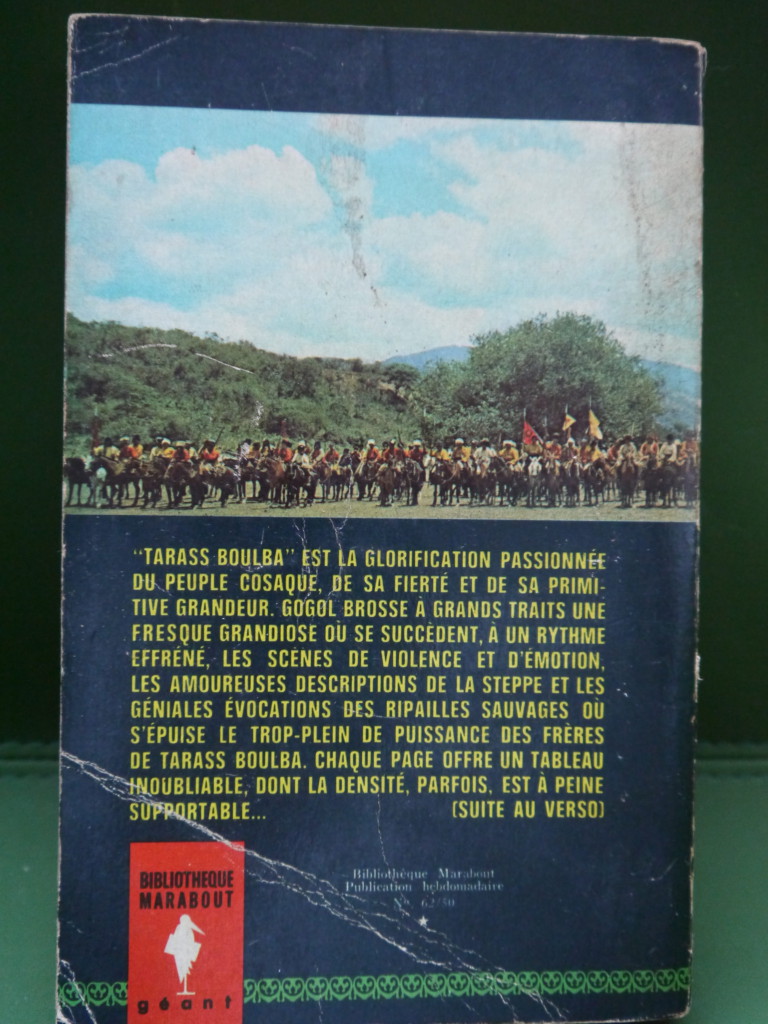 "TARASS BOULBA" EST LA GLORIFICATION PASSIONNÉE
DU PEUPLE COSAQUE, DE SA FIERTÉ ET DE SA PRIMI-
TIVE GRANDEUR. GOGOL BROSSE À GRANDS TRAITS UNE
FRESQUE GRANDIOSE OÙ SE SUCCÈDENT, À UN RYTHME
EFFRÉNÉ, LES SCÈNES DE VIOLENCE ET D'ÉMOTION,
LES AMOUREUSES DESCRIPTIONS DE LA STEPPE ET LES
GÉNIALES ÉVOCATIONS DES RIPAILLES SAUVAGES OÙ
S'ÉPUISE LE TROP-PLEIN DE PUISSANCE DES FRÈRES
DE TARASS BOULBA. CHAQUE PAGE OFFRE UN TABLEAU
INOUBLIABLE, DONT LA DENSITÉ, PARFOIS, EST À PEINE
SUPPORTABLE... (SUITE AU VERSO)
BIBLIOTHEQUE
MARABOUT
géant
Bibliothèque Marabout
Publication hebdomadaire
No 62/50